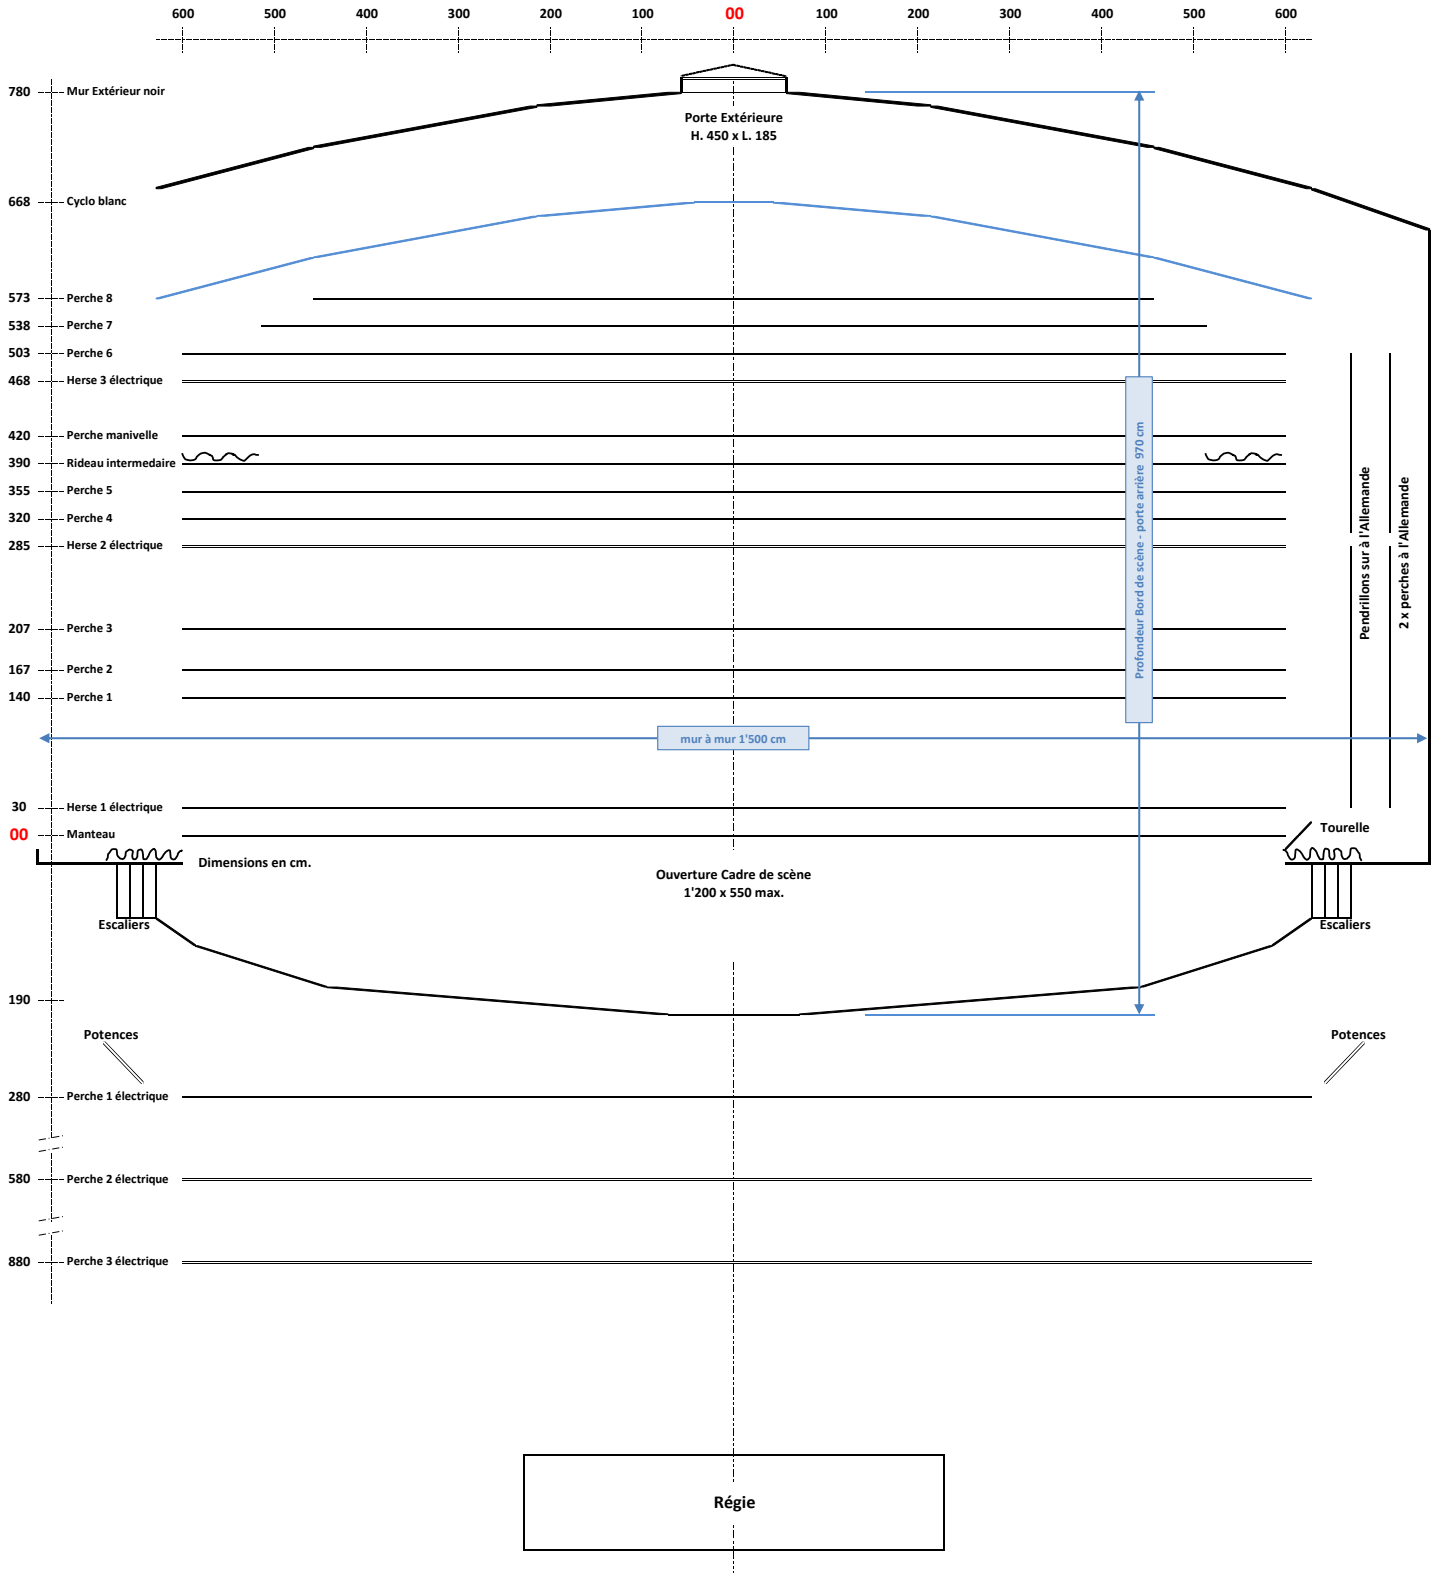 600 500 400 300 200 100 00 100 200 300 400 500 600
780 Mur Extérieur noir
Porte Extérieure
H. 450 x L. 185
668 Cyclo blanc
573 Perche 8
538 Perche 7
503 Perche 6
468 Herse 3 électrique
420 Perche manivelle
390 Rideau intermedaire
355 Perche 5
320 Perche 4
285 Herse 2 électrique
207 Perche 3
167 Perche 2
140 Perche 1
Profondeur Bord de scène - porte arrière 970 cm
Pendrillons sur à l'Allemande
2 x perches à l'Allemande
mur à mur 1'500 cm
30 Herse 1 électrique
00 Manteau
Tourelle
Dimensions en cm.
Ouverture Cadre de scène
1'200 x 550 max.
Escaliers
Escaliers
190
Potences
Potences
280 Perche 1 électrique
580 Perche 2 électrique
880 Perche 3 électrique
Régie